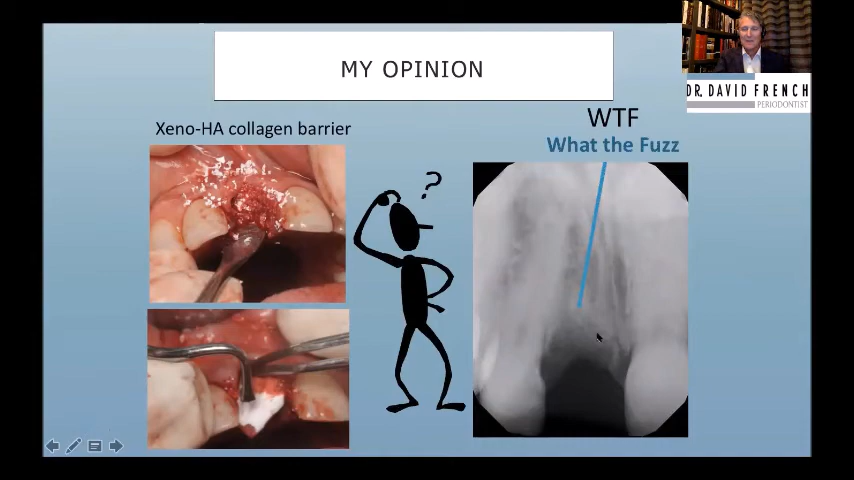 MY OPINION
DR. DAVID FRENCH
PERIODONTIST
Xeno-HA collagen barrier
WTF
What the Fuzz
?